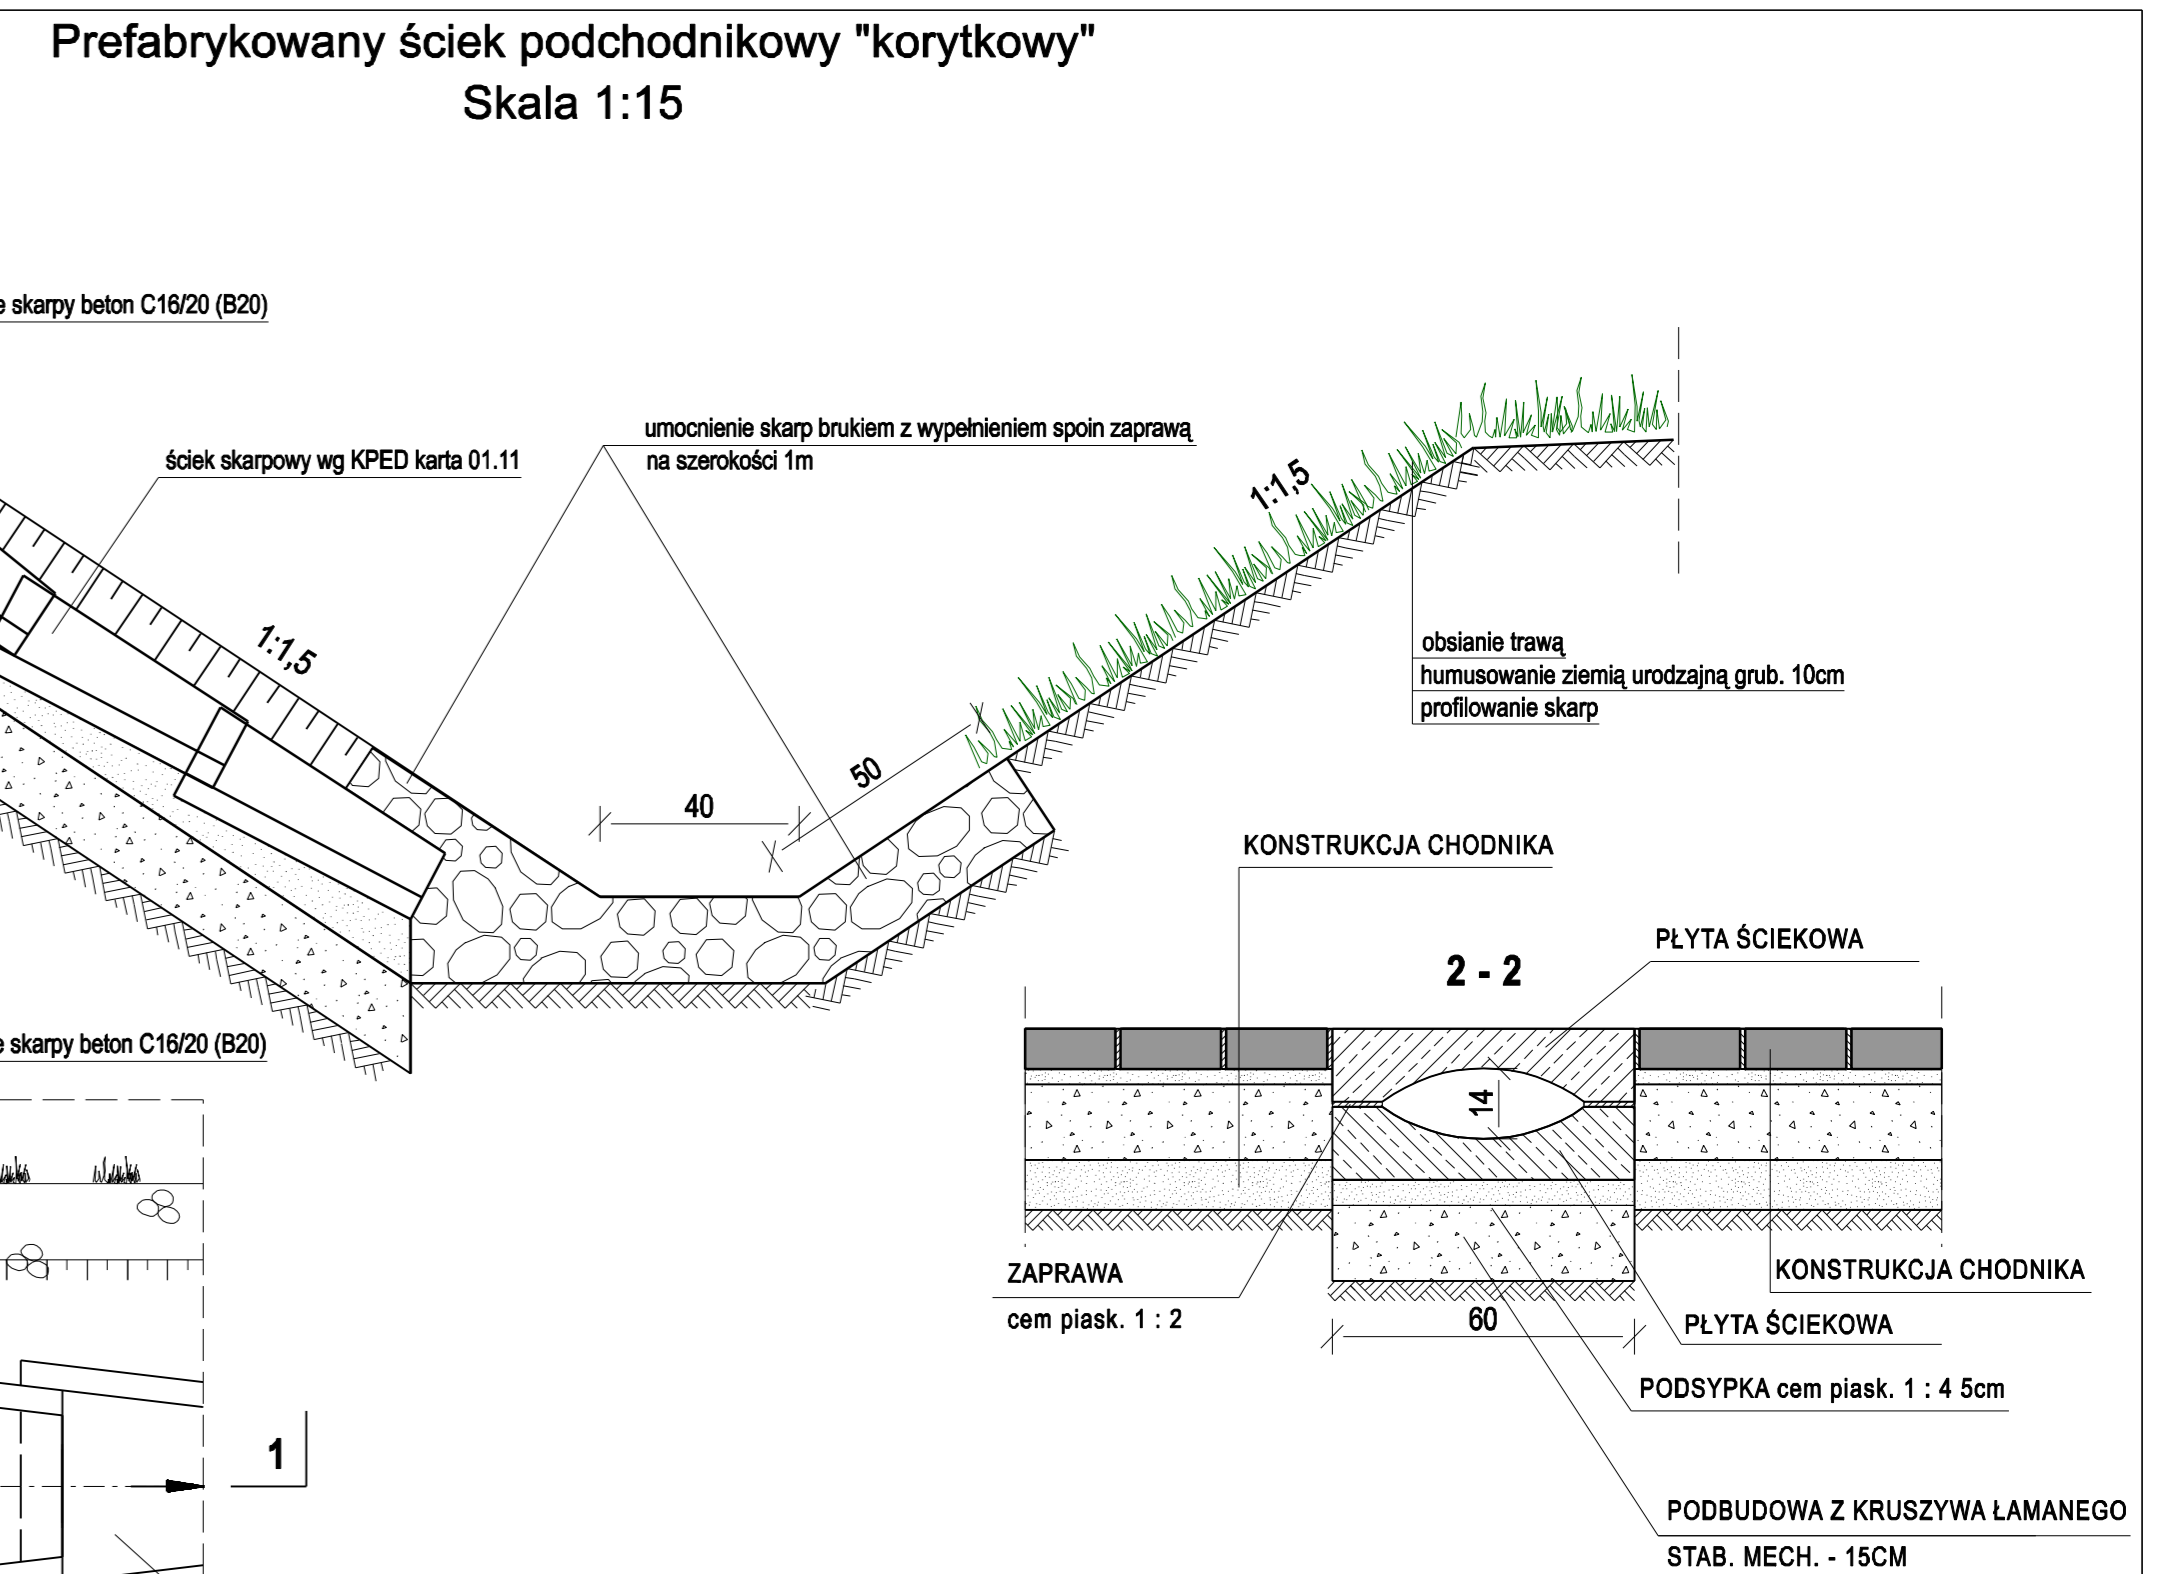 Prefabrykowany ściek podchodnikowy "korytkowy"
Skala 1:15
skarpy beton C16/20 (B20)
umocnienie skarp brukiem z wypełnieniem spoin zaprawą
na szerokości 1m
ściek skarpowy wg KPED karta 01.11
1:1,5
1:1,5
obsianie trawą
humusowanie ziemią urodzajną grub. 10cm
profilowanie skarp
50
40
KONSTRUKCJA CHODNIKA
PŁYTA ŚCIEKOWA
2 - 2
skarpy beton C16/20 (B20)
14
ZAPRAWA
cem piask. 1 : 2
KONSTRUKCJA CHODNIKA
60
PŁYTA ŚCIEKOWA
PODSYPKA cem piask. 1 : 4 5cm
1
PODBUDOWA Z KRUSZYWA ŁAMANEGO
STAB. MECH. - 15CM